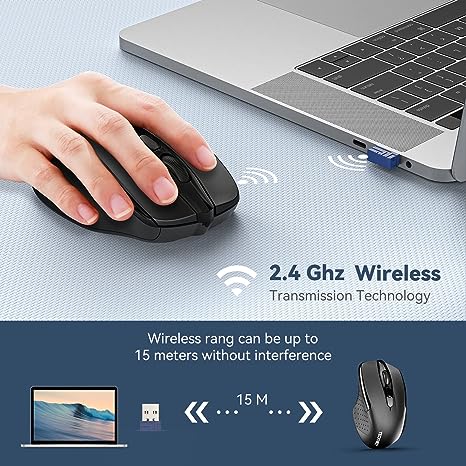 2.4 Ghz Wireless
Transmission Technology
Wireless rang can be up to
15 meters without interference
15 M